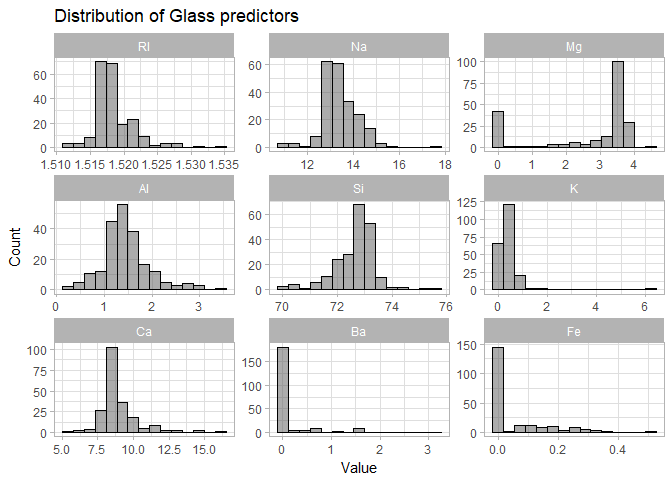 Distribution of Glass predictors
RI Na Mg
60 40 20 0
60 40 20 0
100 75 50 25 0
1.510 1.515 1.520 1.525 1.530 1.535
12 14 16 18
0 1 2 3 4
Al Si K
40 20 0
60 40 20 0
125 100 75 50 25 0
0 1 2 3
70 72 74 76
0 2 4 6
Ca Ba Fe
100 75 50 25 0
150 100 50 0
150 100 50 0
5.0 7.5 10.0 12.5 15.0
0 1 2 3
0.0 0.2 0.4
Count
Value